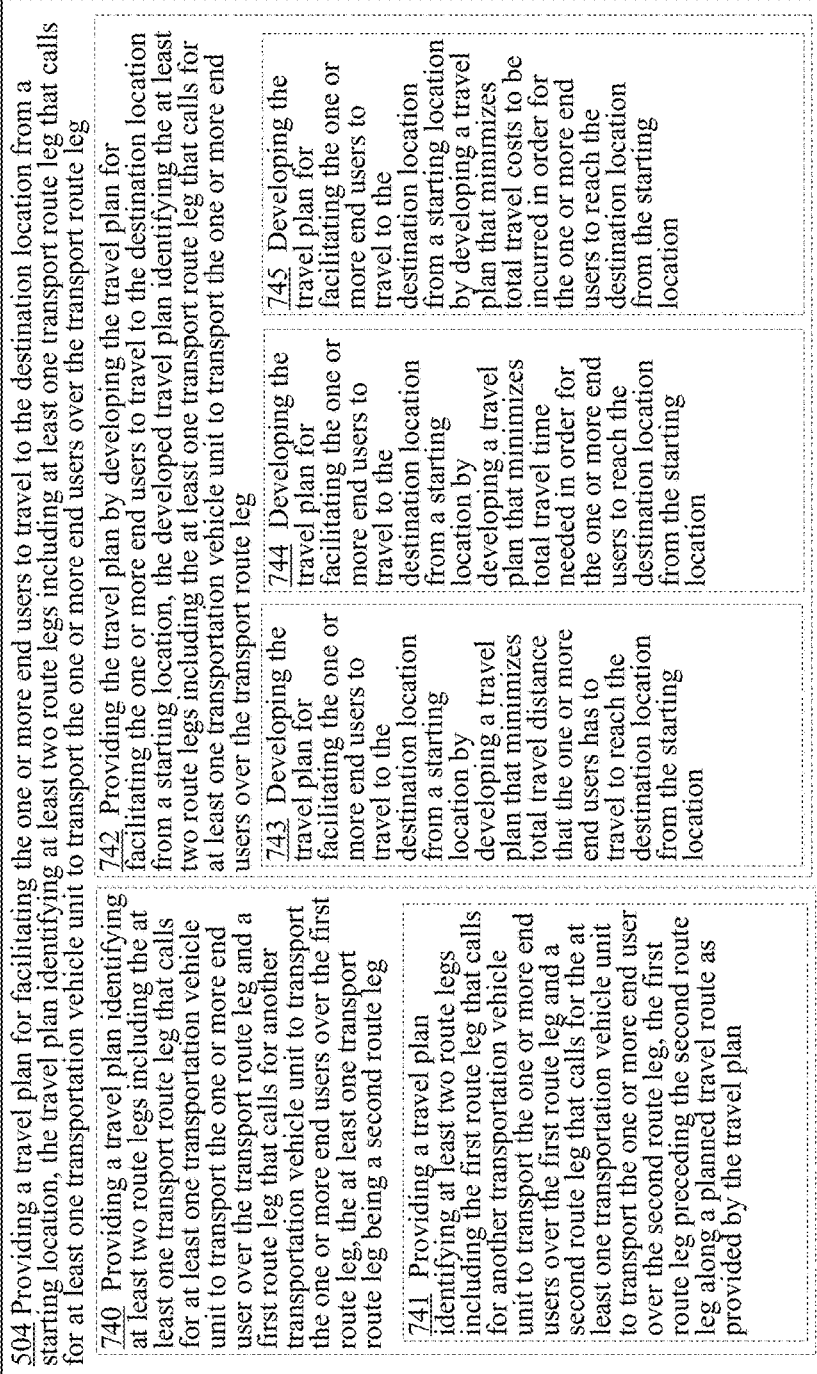 504 Providing a travel plan for facilitating the one or more end users to travel to the destination location from a
starting location, the travel plan identifying at least two route legs including at least one transport route leg that calls
for at least one transportation vehicle unit to transport the one or more end users over the transport route leg
740 Providing a travel plan identifying
at least two route legs including the at
least one transport route leg that calls
for at least one transportation vehicle
unit to transport the one or more end
user over the transport route leg and a
first route leg that calls for another
transportation vehicle unit to transport
the one or more end users over the first
route leg, the at least one transport
route leg being a second route leg
741 Providing a travel plan
identifying at least two route legs
including the first route leg that calls
for another transportation vehicle
unit to transport the one or more end
users over the first route leg and a
second route leg that calls for the at
least one transportation vehicle unit
to transport the one or more end user
over the second route leg, the first
route leg preceding the second route
leg along a planned travel route as
provided by the travel plan
742 Providing the travel plan by developing the travel plan for
facilitating the one or more end users to travel to the destination location
from a starting location, the developed travel plan identifying the at least
two route legs including the at least one transport route leg that calls for
at least one transportation vehicle unit to transport the one or more end
users over the transport route leg
743 Developing the
travel plan for
facilitating the one or
more end users to
travel to the
destination location
from a starting
location by
developing a travel
plan that minimizes
total travel distance
that the one or more
end users has to
travel to reach the
destination location
from the starting
location
744 Developing the
travel plan for
facilitating the one or
more end users to
travel to the
destination location
from a starting
location by
developing a travel
plan that minimizes
total travel time
needed in order for
the one or more end
users to reach the
destination location
from the starting
location
745 Developing the
travel plan for
facilitating the one or
more end users to
travel to the
destination location
from a starting location
by developing a travel
plan that minimizes
total travel costs to be
incurred in order for
the one or more end
users to reach the
destination location
from the starting
location